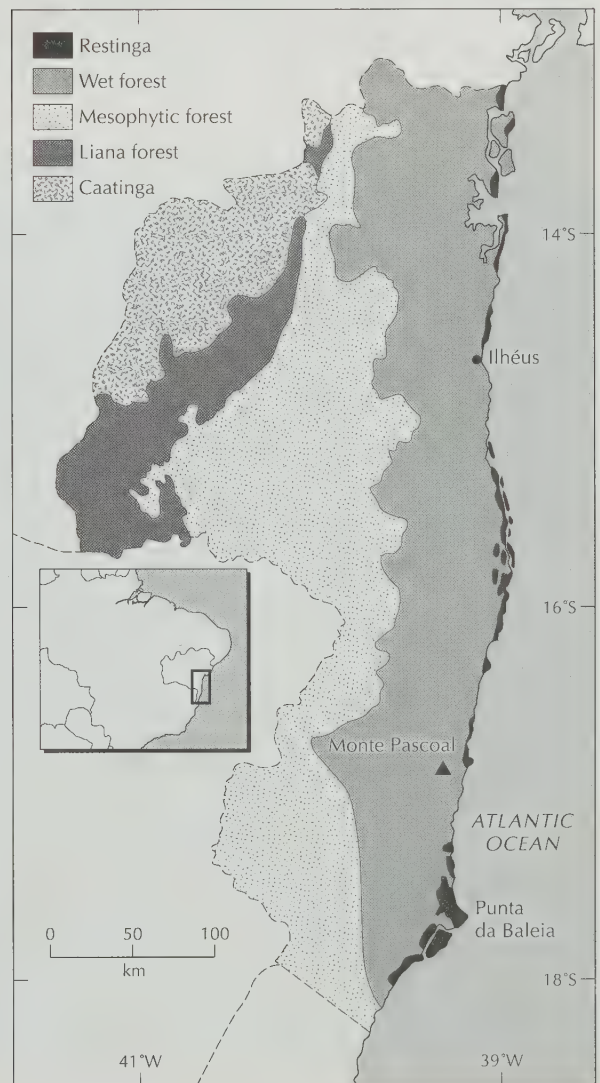 Restinga
Wet forest
Mesophytic forest
Liana forest
Caatinga
14°S
Ilhéus
16°S
Monte Pascoal
ATLANTIC
OCEAN
Punta
da Baleia
0 50 100
km
18°S
41°W 39°W